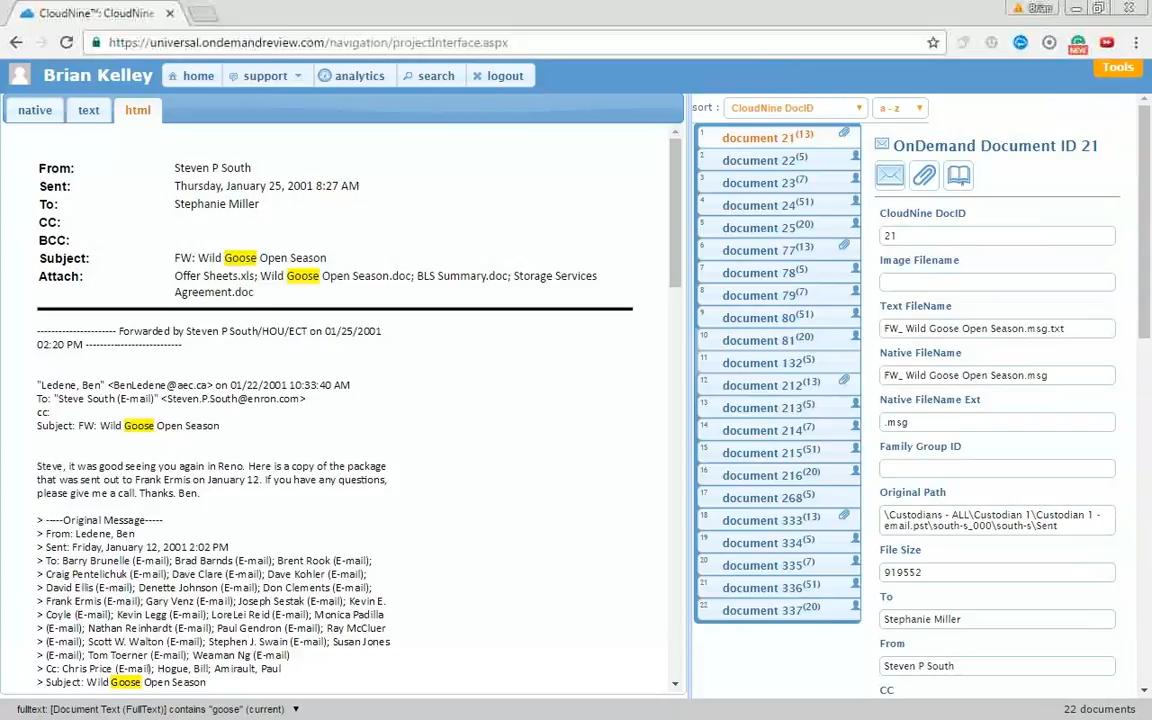 CloudNine™: CloudNine
Brian
https://universal.ondemandreview.com/navigation/projectInterface.aspx
NEW
Brian Kelley
home
support
analytics
search
logout
Tools
native
text
html
From: Steven P South
Sent: Thursday, January 25, 2001 8:27 AM
To: Stephanie Miller
CC:
BCC:
Subject: FW: Wild Goose Open Season
Attach: Offer Sheets.xls; Wild Goose Open Season.doc; BLS Summary.doc; Storage Services
Agreement.doc
---------------------- Forwarded by Steven P South/HOU/ECT on 01/25/2001
02:20 PM ---------------------------
"Ledene, Ben" <BenLedene@aec.ca> on 01/22/2001 10:33:40 AM
To: "Steve South (E-mail)" <Steven.P.South@enron.com>
cc:
Subject: FW: Wild Goose Open Season
Steve, it was good seeing you again in Reno. Here is a copy of the package
that was sent out to Frank Ermis on January 12. If you have any questions,
please give me a call. Thanks. Ben.
> -----Original Message-----
> From: Ledene, Ben
> Sent: Friday, January 12, 2001 2:02 PM
> To: Barry Brunelle (E-mail); Brad Barnds (E-mail); Brent Rook (E-mail);
> Craig Pentelichuk (E-mail); Dave Clare (E-mail); Dave Kohler (E-mail);
> David Ellis (E-mail); Denette Johnson (E-mail); Don Clements (E-mail);
> Frank Ermis (E-mail); Gary Venz (E-mail); Joseph Sestak (E-mail); Kevin E.
> Coyle (E-mail); Kevin Legg (E-mail); LoreLei Reid (E-mail); Monica Padilla
> (E-mail); Nathan Reinhardt (E-mail); Paul Gendron (E-mail); Ray McCluer
> (E-mail); Scott W. Walton (E-mail); Stephen J. Swain (E-mail); Susan Jones
> (E-mail); Tom Toerner (E-mail); Weaman Ng (E-mail)
> Cc: Chris Price (E-mail); Hogue, Bill; Amirault, Paul
> Subject: Wild Goose Open Season
sort : CloudNine DocID a - z
1 document 21(13)
2 document 22(5)
3 document 23(7)
4 document 24(51)
5 document 25(20)
6 document 77(13)
7 document 78(5)
8 document 79(7)
9 document 80(51)
10 document 81(20)
11 document 132(5)
12 document 212(13)
13 document 213(5)
14 document 214(7)
15 document 215(51)
16 document 216(20)
17 document 268(5)
18 document 333(13)
19 document 334(5)
20 document 335(7)
21 document 336(51)
22 document 337(20)
OnDemand Document ID 21
CloudNine DocID
21
Image Filename
Text FileName
FW_ Wild Goose Open Season.msg.txt
Native FileName
FW_ Wild Goose Open Season.msg
Native FileName Ext
.msg
Family Group ID
Original Path
\Custodians - ALL\Custodian 1\Custodian 1 -
email.pst\south-s_000\south-s\Sent
File Size
919552
To
Stephanie Miller
From
Steven P South
CC
fulltext: [Document Text (FullText)] contains "goose" (current)
22 documents